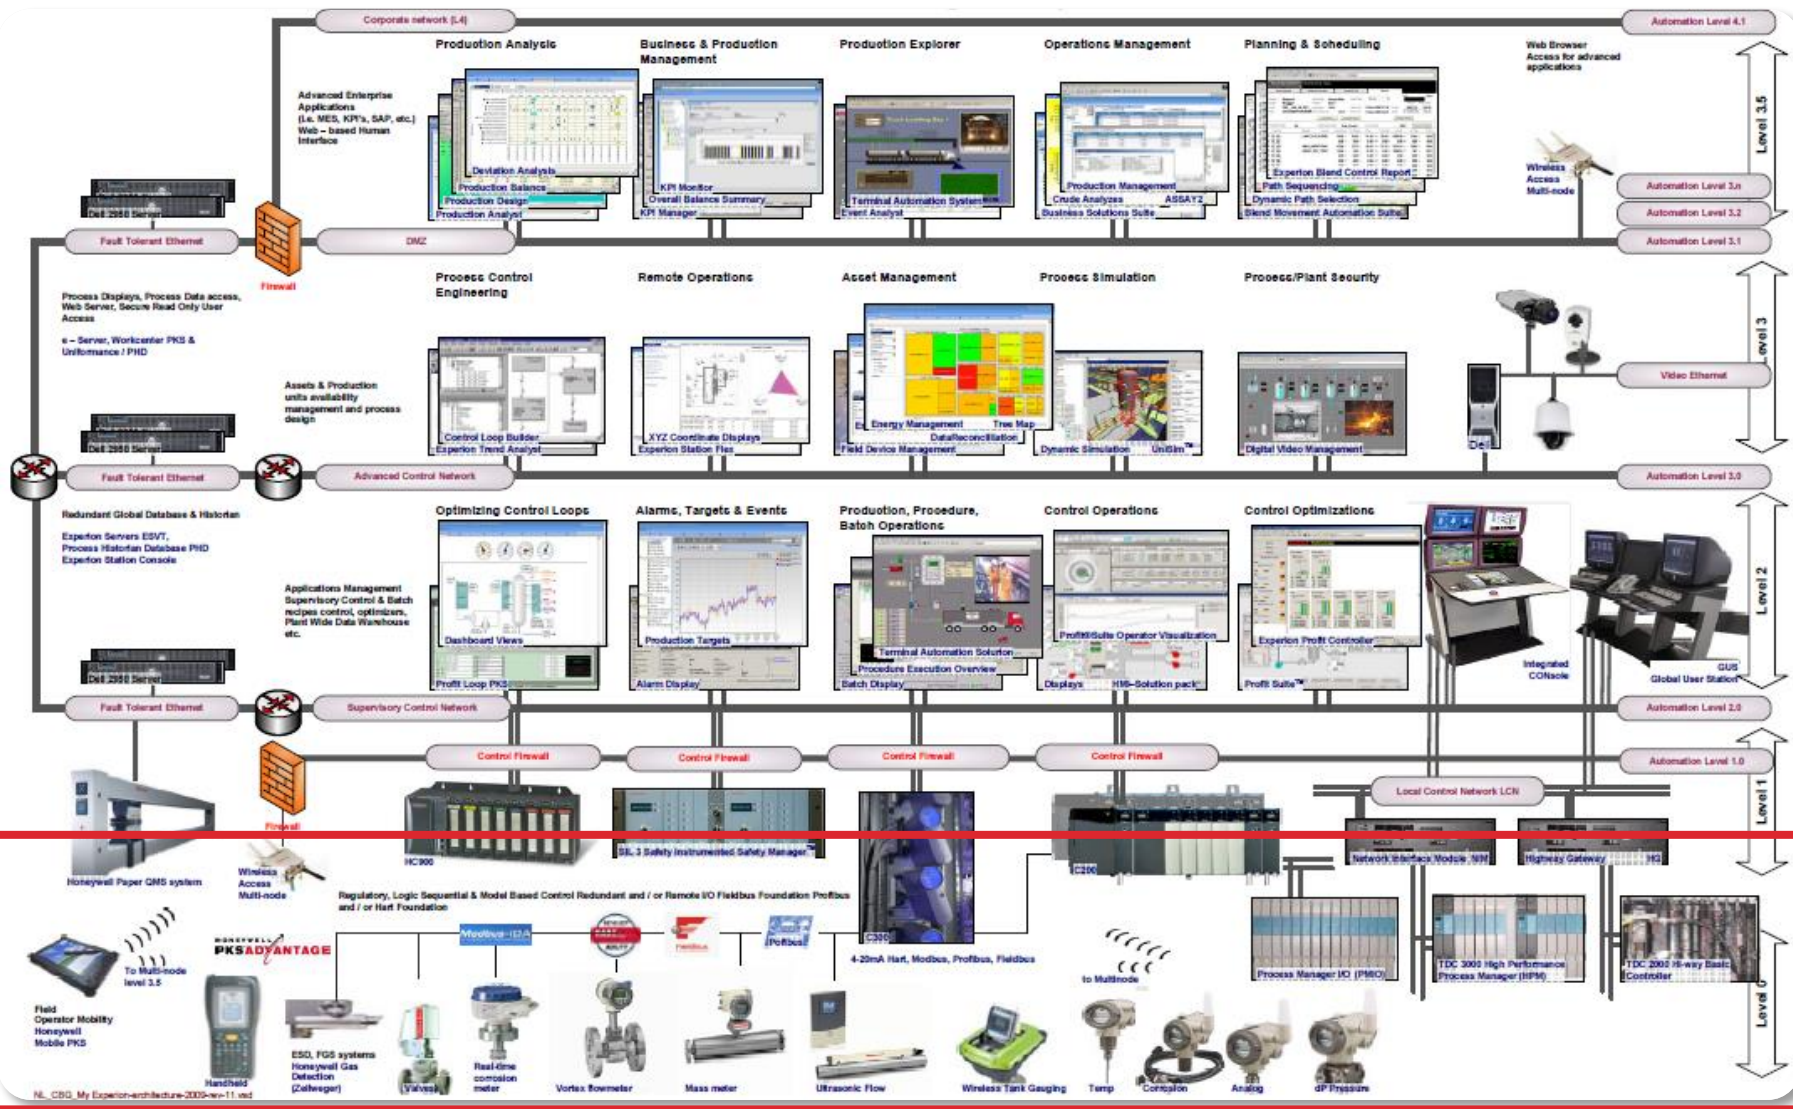 Corporate network (L4)
Automation Level 4.1
Production Analysis
Business & Production
Management
Production Explorer
Operations Management
Planning & Scheduling
Web Browser
Access for advanced
applications
Advanced Enterprise
Applications
(i.e. MES, KPI's, SAP, etc.)
Web – based Human
Interface
Deviation Analysis
Production Balance
Production Design
Production Analyst
KPI Monitor
Overall Balance Summary
KPI Manager
Terminal Automation System
Event Analyst
Production Management
Crude Analyzes
ASSAY2
Business Solutions Suite
Experion Blend Control Report
Path Sequencing
Dynamic Path Selection
Blend Movement Automation Suite
Wireless
Access
Multi-node
Level 3.5
Automation Level 3.n
Automation Level 3.2
Automation Level 3.1
Dell 2950 Server
Fault Tolerant Ethernet
DMZ
Firewall
Process Displays, Process Data access,
Web Server, Secure Read Only User
Access
e – Server, Workcenter PKS &
Uniformance / PHD
Process Control
Engineering
Remote Operations
Asset Management
Process Simulation
Process/Plant Security
Assets & Production
units availability
management and process
design
Control Loop Builder
Experion Trend Analyst
XYZ Coordinate Displays
Experion Station Flex
Energy Management
Tree Map
DataReconciliation
Field Device Management
Dynamic Simulation
UniSim™
Digital Video Management
Dell
Video Ethernet
Level 3
Dell 2950 Server
Fault Tolerant Ethernet
Advanced Control Network
Automation Level 3.0
Redundant Global Database & Historian
Experion Servers ESVT,
Process Historian Database PHD
Experion Station Console
Optimizing Control Loops
Alarms, Targets & Events
Production, Procedure,
Batch Operations
Control Operations
Control Optimizations
Applications Management
Supervisory Control & Batch
recipes control, optimizers,
Plant Wide Data Warehouse
etc.
Dashboard Views
Profit Loop PKS
Production Targets
Alarm Display
Terminal Automation Solution
Procedure Execution Overview
Batch Display
Profit Suite Operator Visualization
Displays
HMI–Solution pack
Experion Profit Controller
Profit Suite™
Integrated
CONsole
GUS
Global User Station
Level 2
Dell 2950 Server
Fault Tolerant Ethernet
Supervisory Control Network
Automation Level 2.0
Control Firewall
Control Firewall
Control Firewall
Control Firewall
Automation Level 1.0
Local Control Network LCN
Level 1
Firewall
HC900
SIL 3 Safety Instrumented Safety Manager™
C200
Network Interface Module NIM
Highway Gateway
HG
Honeywell Paper QMS system
Wireless
Access
Multi-node
Regulatory, Logic Sequential & Model Based Control Redundant and / or Remote I/O Fieldbus Foundation Profibus
and / or Hart Foundation
Modbus-IDA
C300
4-20mA Hart, Modbus, Profibus, Fieldbus
HONEYWELL
PKSADVANTAGE
To Multi-node
level 3.5
to Multinode
Process Manager I/O (PMIO)
TDC 3000 High Performance
Process Manager (HPM)
TDC 2000 Hi-way Basic
Controller
Level 0
Field
Operator Mobility
Honeywell
Mobile PKS
Handheld
ESD, FGS systems
Honeywell Gas
Detection
(Zellweger)
(Valves)
Real-time
corrosion
meter
Vortex flowmeter
Mass meter
Ultrasonic Flow
Wireless Tank Gauging
Temp
Corrosion
Analog
dP Pressure
NL_CBG_My Experion-architecture-2009-rev-11.vsd